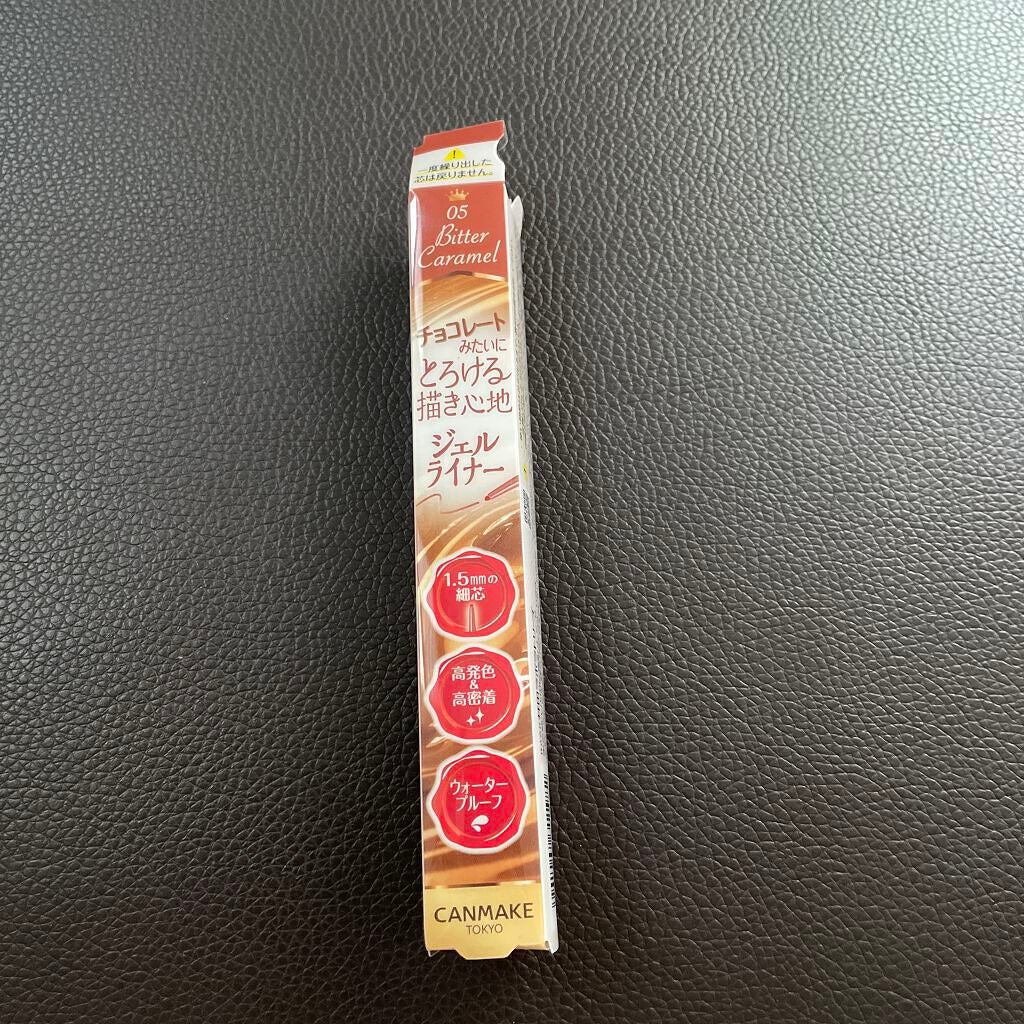 一度繰り出した
芯は戻りません。
05
Bitter
Caramel
チョコレート
みたいに
とろける
描き心地
ジェル
ライナー
1.5mmの
細芯
高発色
&
高密着
ウォーター
プルーフ
CANMAKE
TOKYO